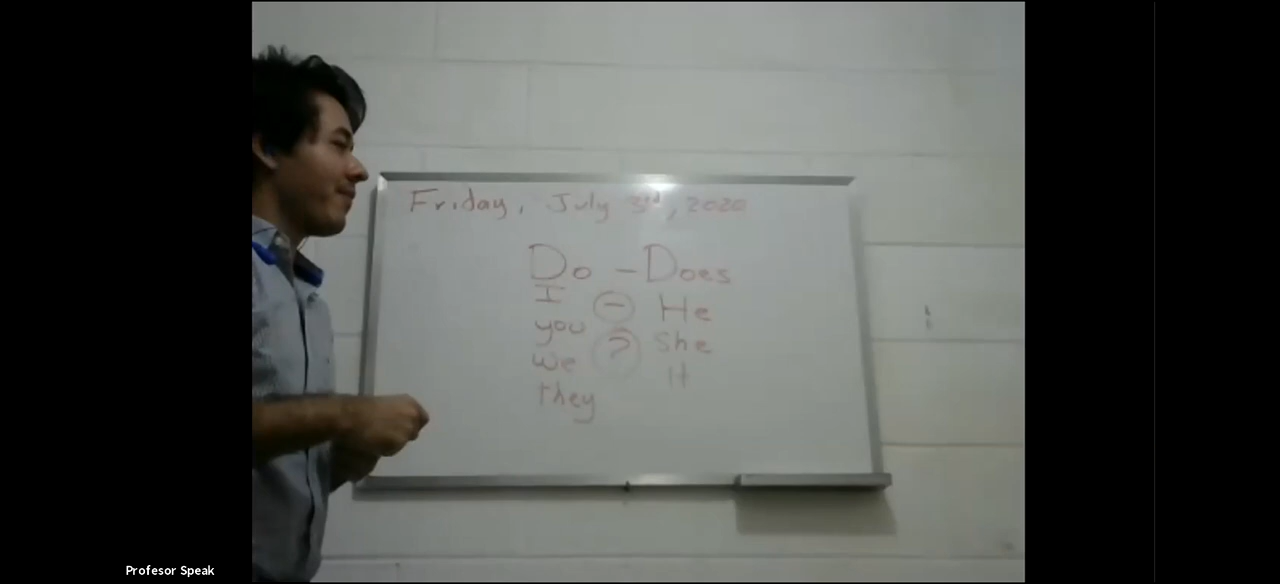 Friday, July 3rd, 2020
Do - Does
I - He
you ? She
we It
they
Profesor Speak